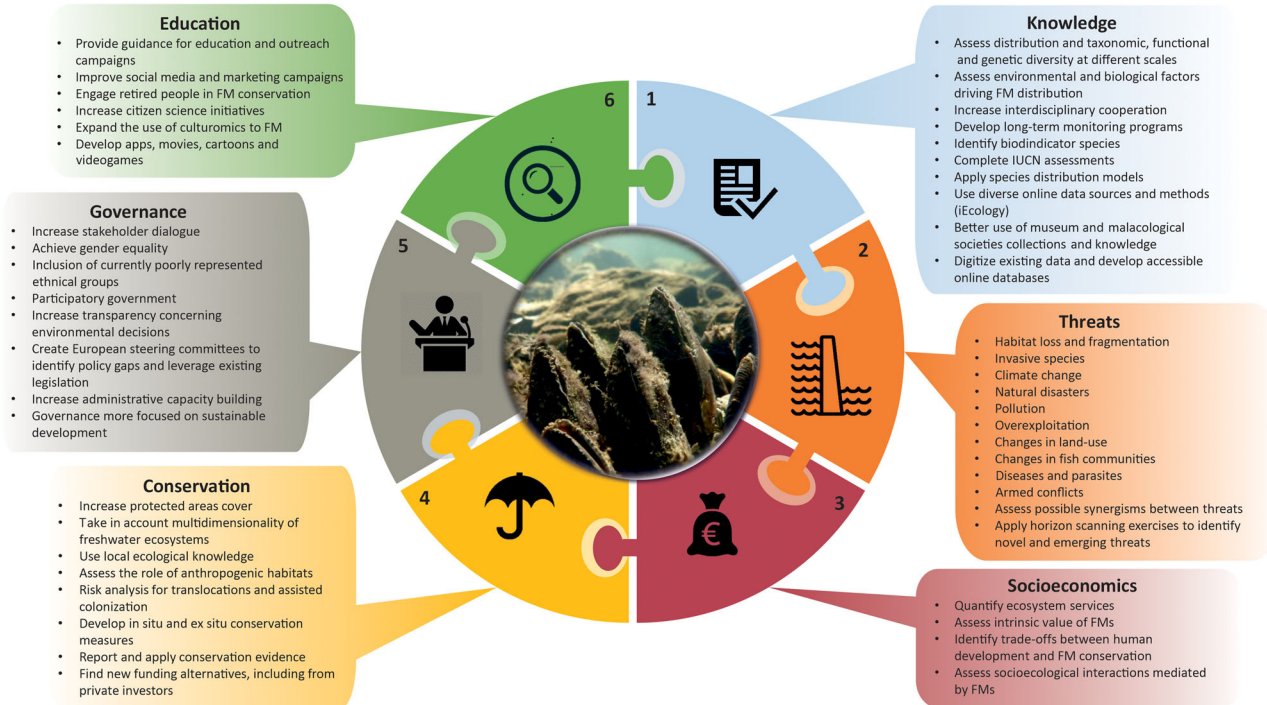 Education
• Provide guidance for education and outreach
campaigns
• Improve social media and marketing campaigns
• Engage retired people in FM conservation
• Increase citizen science initiatives
• Expand the use of culturomics to FM
• Develop apps, movies, cartoons and
videogames
Governance
• Increase stakeholder dialogue
• Achieve gender equality
• Inclusion of currently poorly represented
ethnical groups
• Participatory government
• Increase transparency concerning
environmental decisions
• Create European steering committees to
identify policy gaps and leverage existing
legislation
• Increase administrative capacity building
• Governance more focused on sustainable
development
Conservation
• Increase protected areas cover
• Take in account multidimensionality of
freshwater ecosystems
• Use local ecological knowledge
• Assess the role of anthropogenic habitats
• Risk analysis for translocations and assisted
colonization
• Develop in situ and ex situ conservation
measures
• Report and apply conservation evidence
• Find new funding alternatives, including from
private investors
6
1
5
2
4
3
€
Knowledge
• Assess distribution and taxonomic, functional
and genetic diversity at different scales
• Assess environmental and biological factors
driving FM distribution
• Increase interdisciplinary cooperation
• Develop long-term monitoring programs
• Identify biodindicator species
• Complete IUCN assessments
• Apply species distribution models
• Use diverse online data sources and methods
(iEcology)
• Better use of museum and malacological
societies collections and knowledge
• Digitize existing data and develop accessible
online databases
Threats
• Habitat loss and fragmentation
• Invasive species
• Climate change
• Natural disasters
• Pollution
• Overexploitation
• Changes in land-use
• Changes in fish communities
• Diseases and parasites
• Armed conflicts
• Assess possible synergisms between threats
• Apply horizon scanning exercises to identify
novel and emerging threats
Socioeconomics
• Quantify ecosystem services
• Assess intrinsic value of FMs
• Identify trade-offs between human
development and FM conservation
• Assess socioecological interactions mediated
by FMs